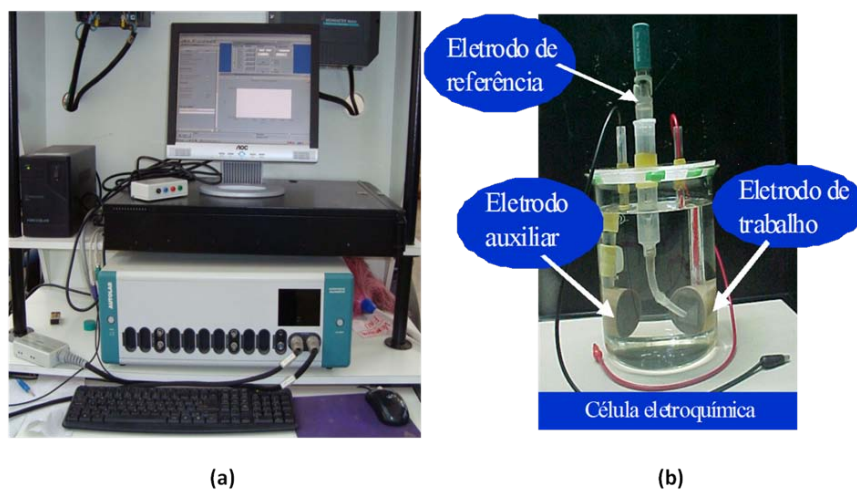 AOC
AUTOLAB
Eletrodo de
referência
Eletrodo
auxiliar
Eletrodo de
trabalho
Célula eletroquímica
(a)
(b)